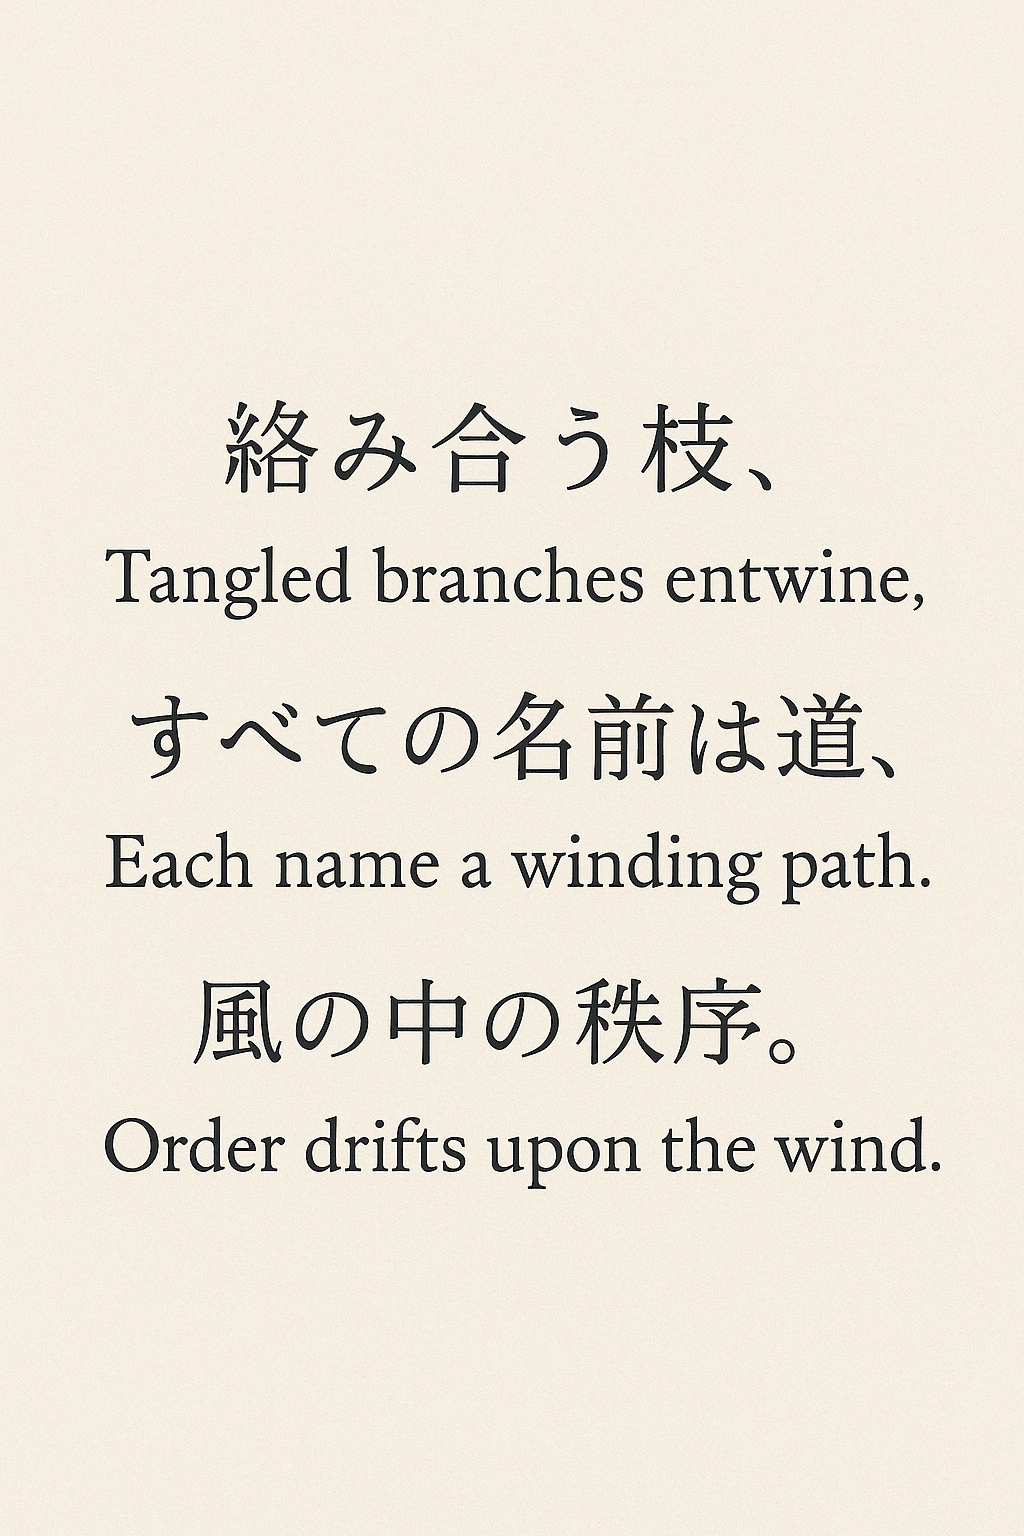 絡み合う枝、
Tangled branches entwine,
すべての名前は道、
Each name a winding path.
風の中の秩序。
Order drifts upon the wind.